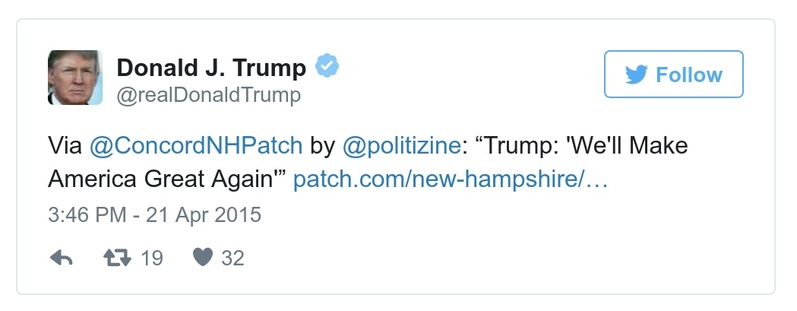 Donald J. Trump
Follow
@realDonaldTrump
Via @ConcordNHPatch by @politizine: “Trump: 'We'll Make
America Great Again'” patch.com/new-hampshire/…
3:46 PM - 21 Apr 2015
19 32